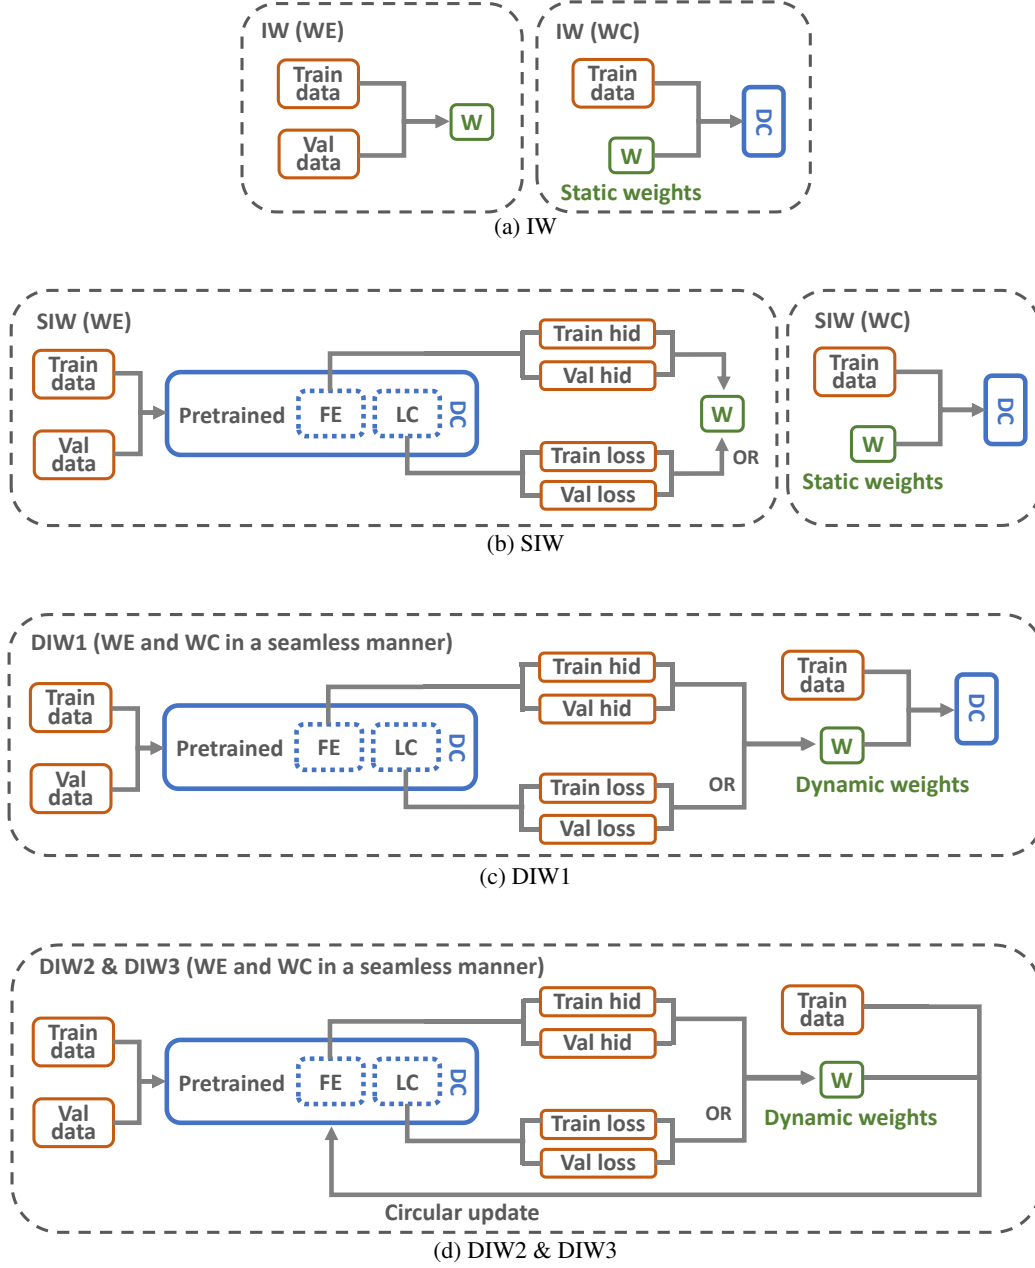 IW (WE)
Train
data
Val
data
W
IW (WC)
Train
data
W
Static weights
DC
(a) IW
SIW (WE)
Train
data
Val
data
Pretrained
FE
LC
DC
Train hid
Val hid
W
OR
Train loss
Val loss
SIW (WC)
Train
data
W
Static weights
DC
(b) SIW
DIW1 (WE and WC in a seamless manner)
Train
data
Val
data
Pretrained
FE
LC
DC
Train hid
Val hid
Train loss
Val loss
OR
Train
data
W
Dynamic weights
DC
(c) DIW1
DIW2 & DIW3 (WE and WC in a seamless manner)
Train
data
Val
data
Pretrained
FE
LC
DC
Train hid
Val hid
Train loss
Val loss
OR
Train
data
W
Dynamic weights
Circular update
(d) DIW2 & DIW3